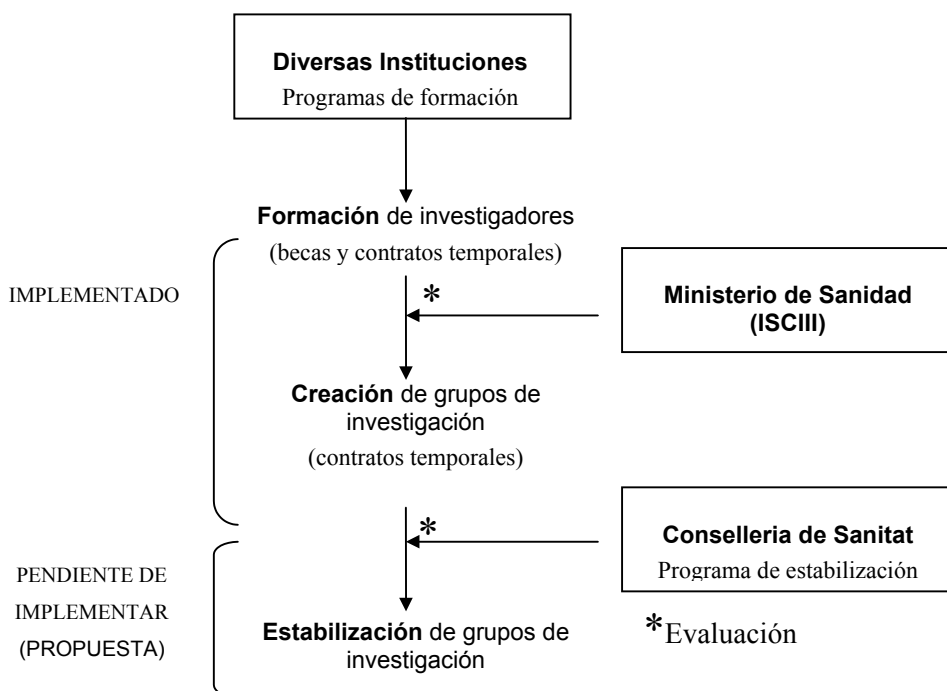 Diversas Instituciones
Programas de formación
Formación de investigadores
(becas y contratos temporales)
IMPLEMENTADO
*
Ministerio de Sanidad
(ISCIII)
Creación de grupos de
investigación
(contratos temporales)
*
Conselleria de Sanitat
Programa de estabilización
PENDIENTE DE
IMPLEMENTAR
(PROPUESTA)
Estabilización de grupos de
investigación
*Evaluación